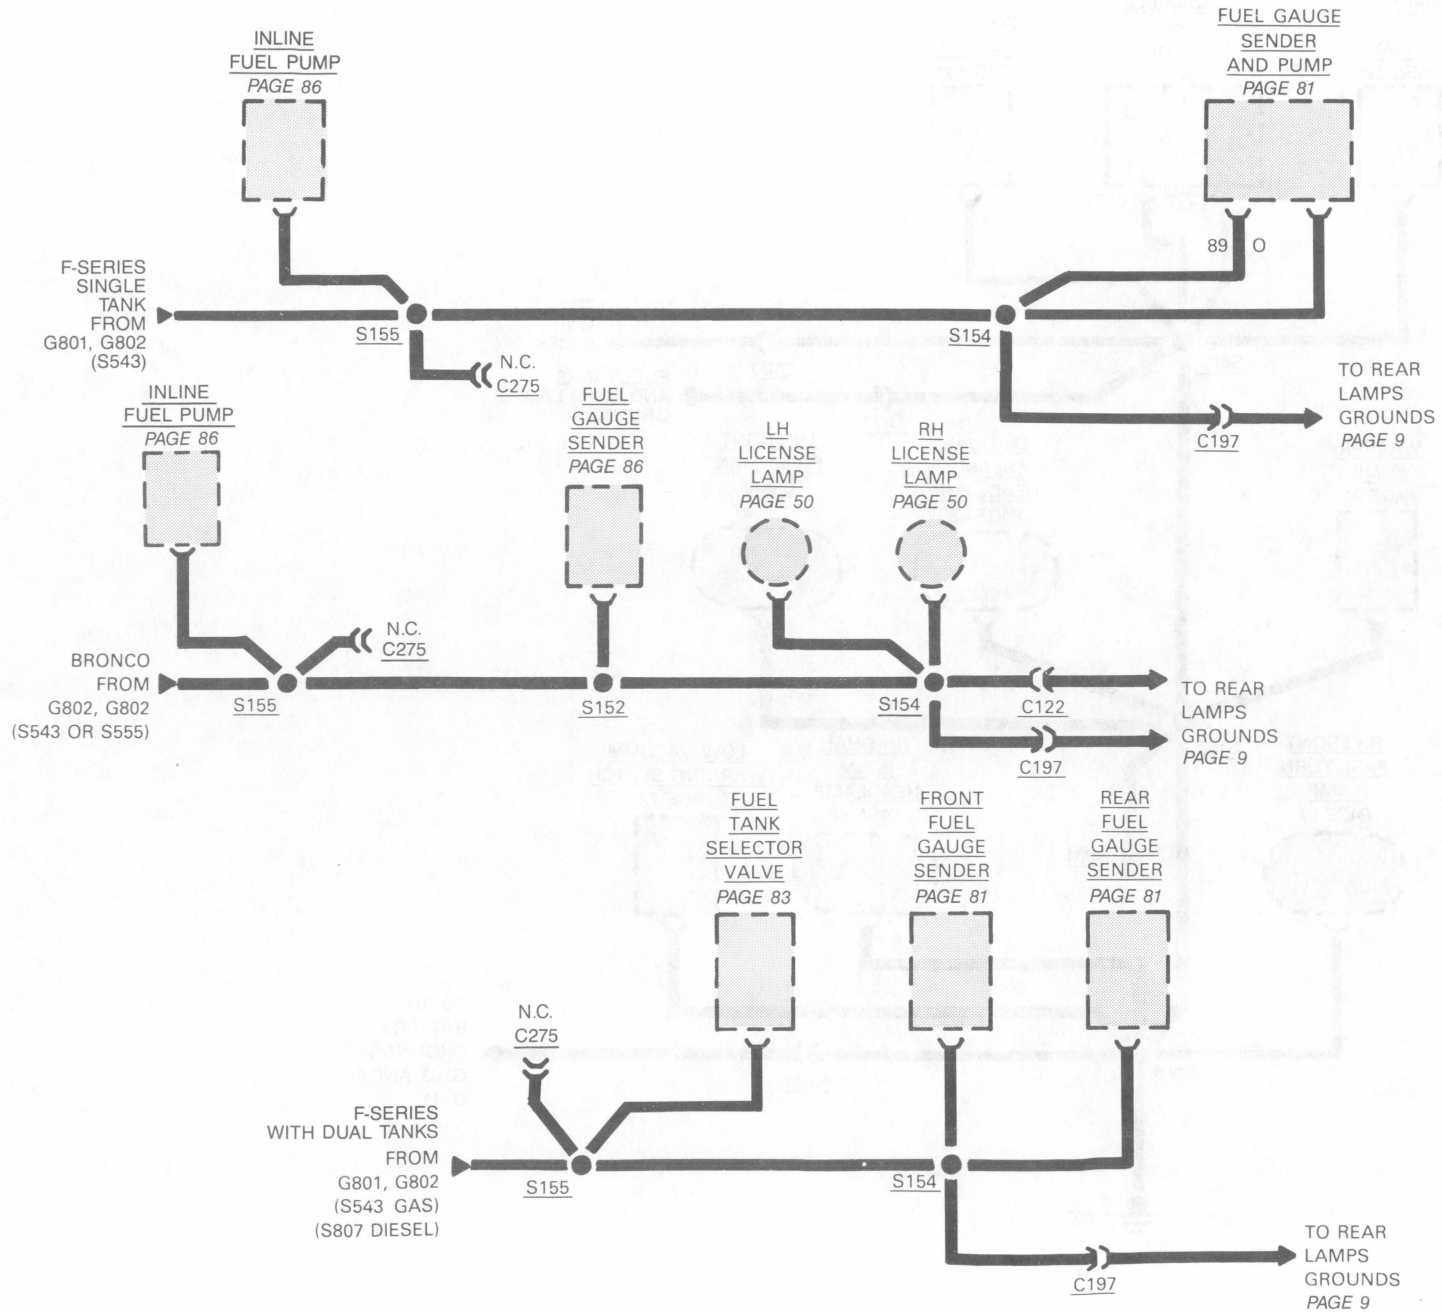 INLINE
FUEL PUMP
PAGE 86
FUEL GAUGE
SENDER
AND PUMP
PAGE 81
89 O
F-SERIES
SINGLE
TANK
FROM
G801, G802
(S543)
S155
N.C.
C275
S154
C197
TO REAR
LAMPS
GROUNDS
PAGE 9
INLINE
FUEL PUMP
PAGE 86
FUEL
GAUGE
SENDER
PAGE 86
LH
LICENSE
LAMP
PAGE 50
RH
LICENSE
LAMP
PAGE 50
N.C.
C275
BRONCO
FROM
G802, G802
(S543 OR S555)
S155
S152
S154
C122
C197
TO REAR
LAMPS
GROUNDS
PAGE 9
FUEL
TANK
SELECTOR
VALVE
PAGE 83
FRONT
FUEL
GAUGE
SENDER
PAGE 81
REAR
FUEL
GAUGE
SENDER
PAGE 81
N.C.
C275
F-SERIES
WITH DUAL TANKS
FROM
G801, G802
(S543 GAS)
(S807 DIESEL)
S155
S154
C197
TO REAR
LAMPS
GROUNDS
PAGE 9